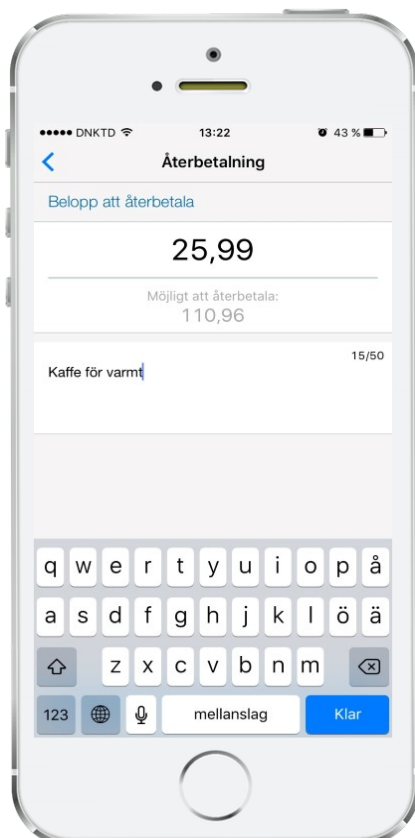 DNKTD 13:22 43 %
Återbetalning
Belopp att återbetala
25,99
Möjligt att återbetala:
110,96
15/50
Kaffe för varmt
q w e r t y u i o p å
a s d f g h j k l ö ä
z x c v b n m
123 mellanslag Klar